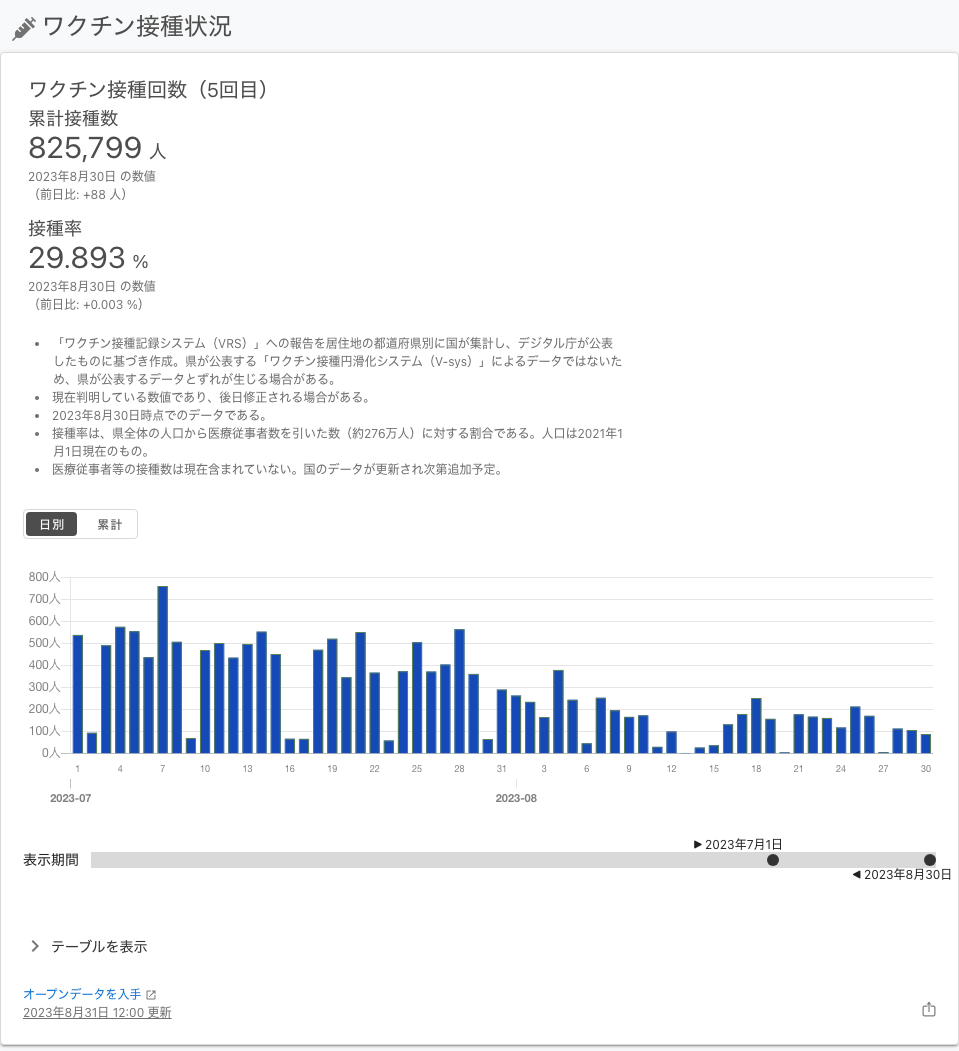 ワクチン接種状況
ワクチン接種回数（5回目）
累計接種数
825,799 人
2023年8月30日 の数値
（前日比: +88 人）
接種率
29.893 %
2023年8月30日 の数値
（前日比: +0.003 %）
• 「ワクチン接種記録システム（VRS）」への報告を居住地の都道府県別に国が集計し、デジタル庁が公表
したものに基づき作成。県が公表する「ワクチン接種円滑化システム（V-sys）」によるデータではないた
め、県が公表するデータとずれが生じる場合がある。
• 現在判明している数値であり、後日修正される場合がある。
• 2023年8月30日時点でのデータである。
• 接種率は、県全体の人口から医療従事者数を引いた数（約276万人）に対する割合である。人口は2021年1
月1日現在のもの。
• 医療従事者等の接種数は現在含まれていない。国のデータが更新され次第追加予定。
日別 累計
800人
700人
600人
500人
400人
300人
200人
100人
0人
1 4 7 10 13 16 19 22 25 28 31 3 6 9 12 15 18 21 24 27 30
2023-07 2023-08
▶ 2023年7月1日
表示期間
◀ 2023年8月30日
テーブルを表示
オープンデータを入手
2023年8月31日 12:00 更新